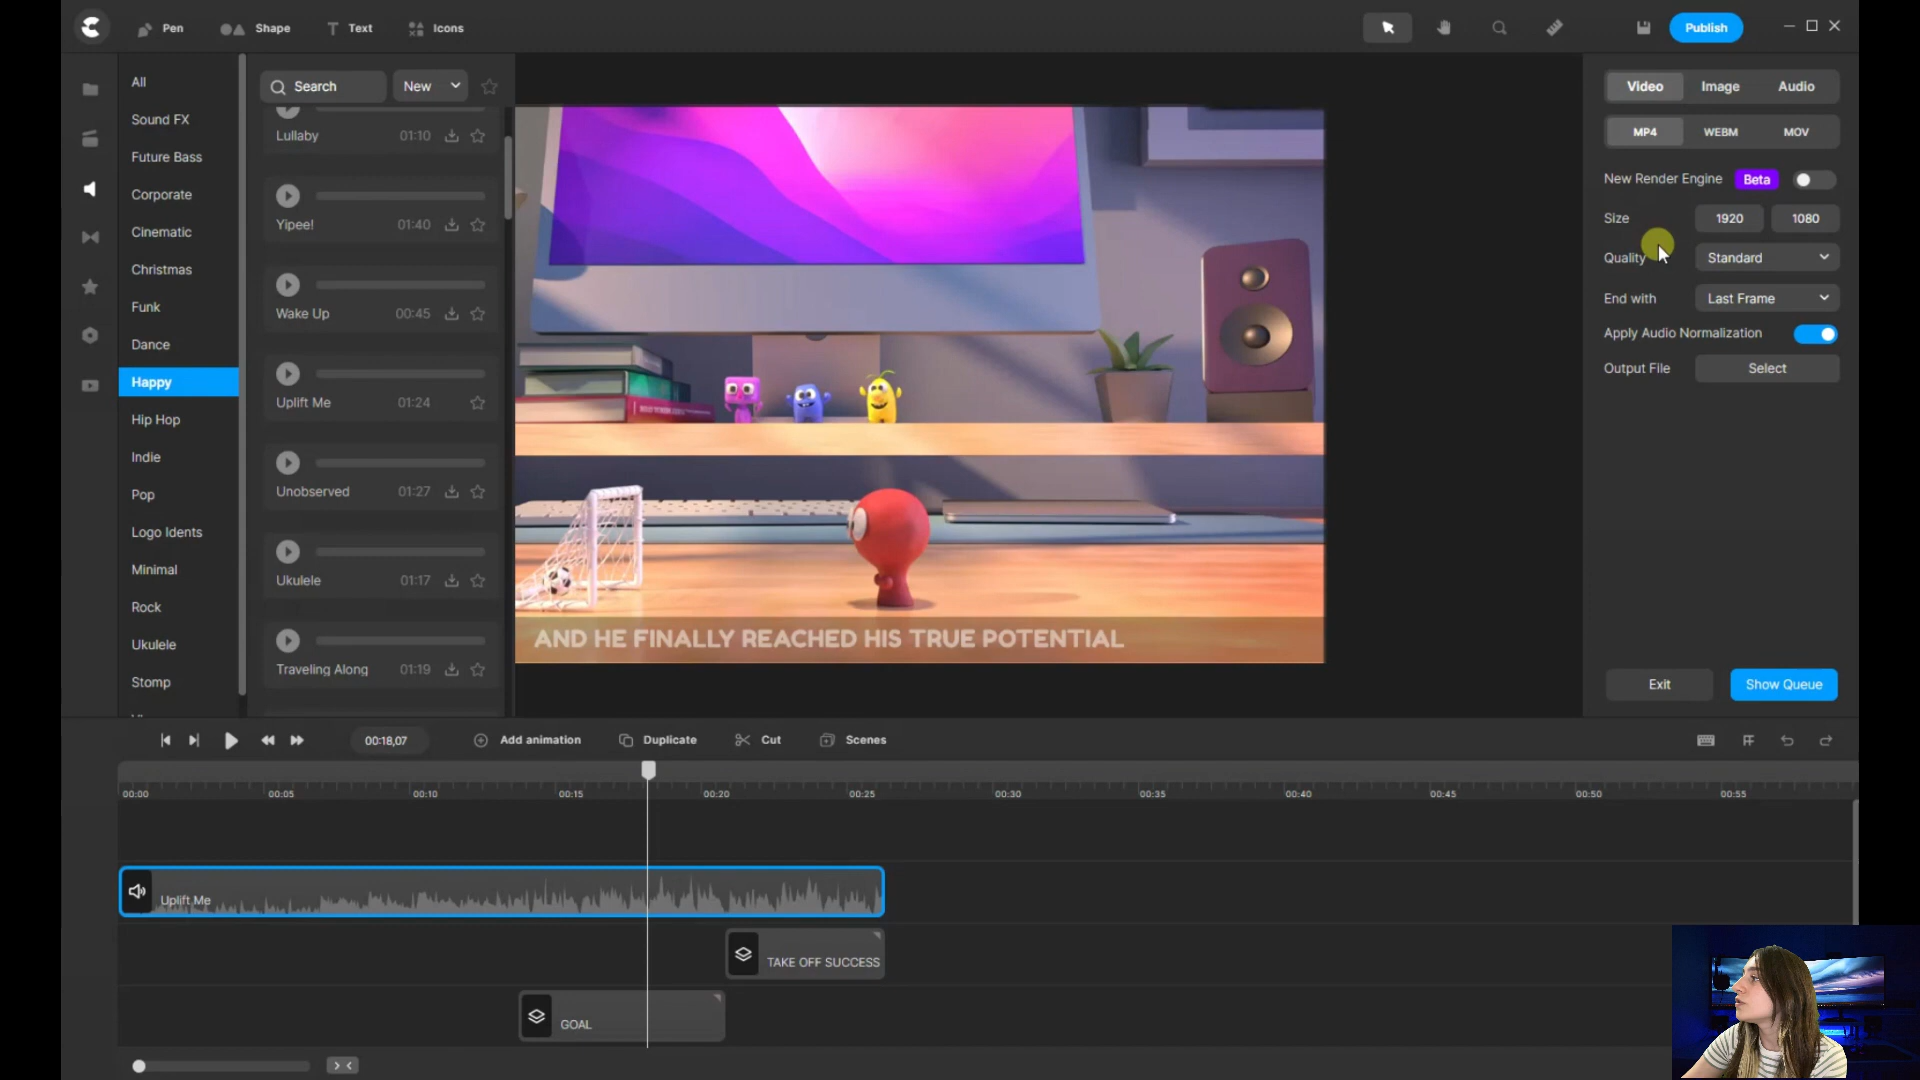 Pen
Shape
Text
Icons
Publish
All
Sound FX
Future Bass
Corporate
Cinematic
Christmas
Funk
Dance
Happy
Hip Hop
Indie
Pop
Logo Idents
Minimal
Rock
Ukulele
Stomp
Search
New
Lullaby 01:10
Yipee! 01:40
Wake Up 00:45
Uplift Me 01:24
Unobserved 01:27
Ukulele 01:17
Traveling Along 01:19
AND HE FINALLY REACHED HIS TRUE POTENTIAL
Video Image Audio
MP4 WEBM MOV
New Render Engine Beta
Size 1920 1080
Quality Standard
End with Last Frame
Apply Audio Normalization
Output File Select
Exit Show Queue
00:18,07
Add animation
Duplicate
Cut
Scenes
00:00 00:05 00:10 00:15 00:20 00:25 00:30 00:35 00:40 00:45 00:50 00:55
Uplift Me
TAKE OFF SUCCESS
GOAL